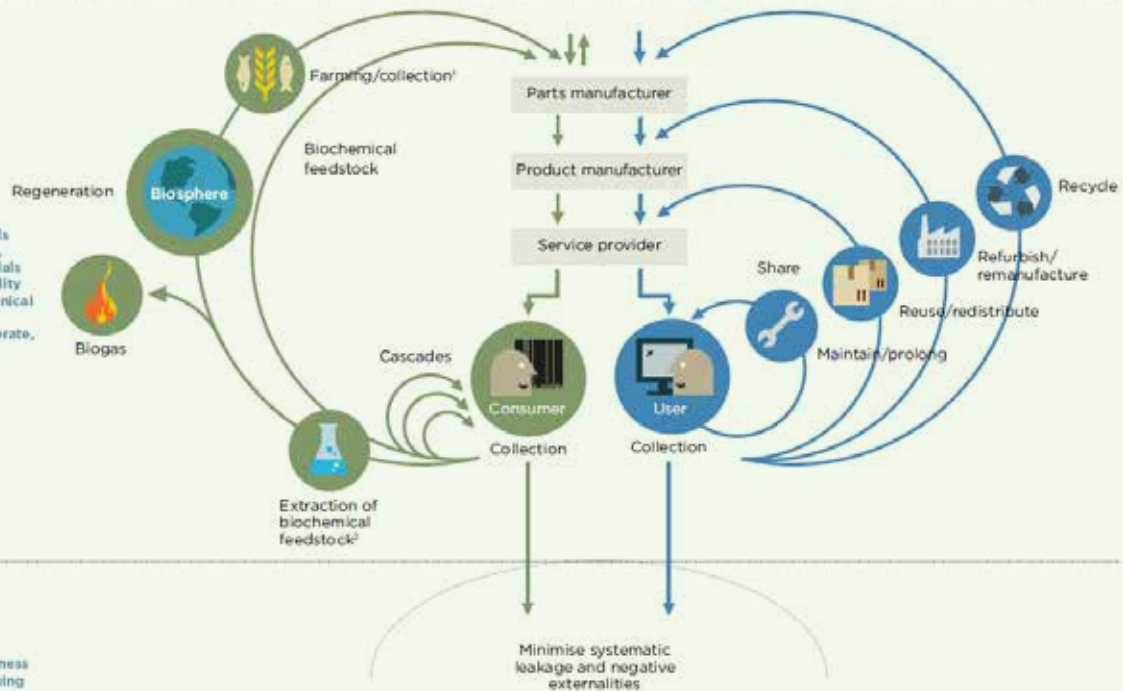 Farming/collection¹
Parts manufacturer
Biochemical
feedstock
Product manufacturer
Regeneration
Biosphere
Recycle
Service provider
Refurbish/
remanufacture
Share
Reuse/redistribute
Biogas
Maintain/prolong
Cascades
Consumer
User
Collection
Collection
Extraction of
biochemical
feedstock²
Minimise systematic
leakage and negative
externalities